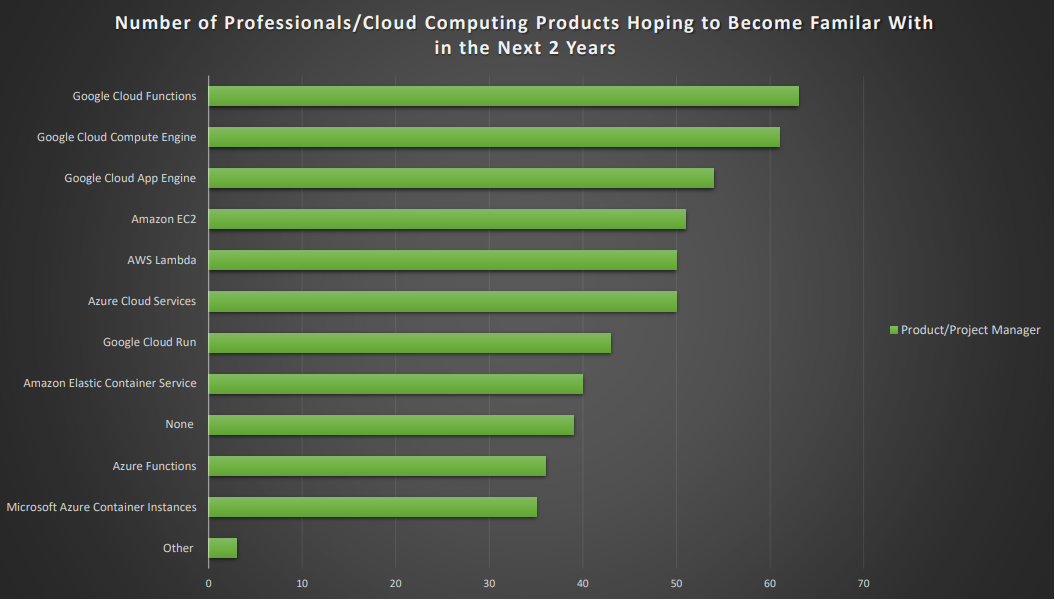 Number of Professionals/Cloud Computing Products Hoping to Become Familar With
in the Next 2 Years
Google Cloud Functions
Google Cloud Compute Engine
Google Cloud App Engine
Amazon EC2
AWS Lambda
Azure Cloud Services
Google Cloud Run
Amazon Elastic Container Service
None
Azure Functions
Microsoft Azure Container Instances
Other
0 10 20 30 40 50 60 70
Product/Project Manager